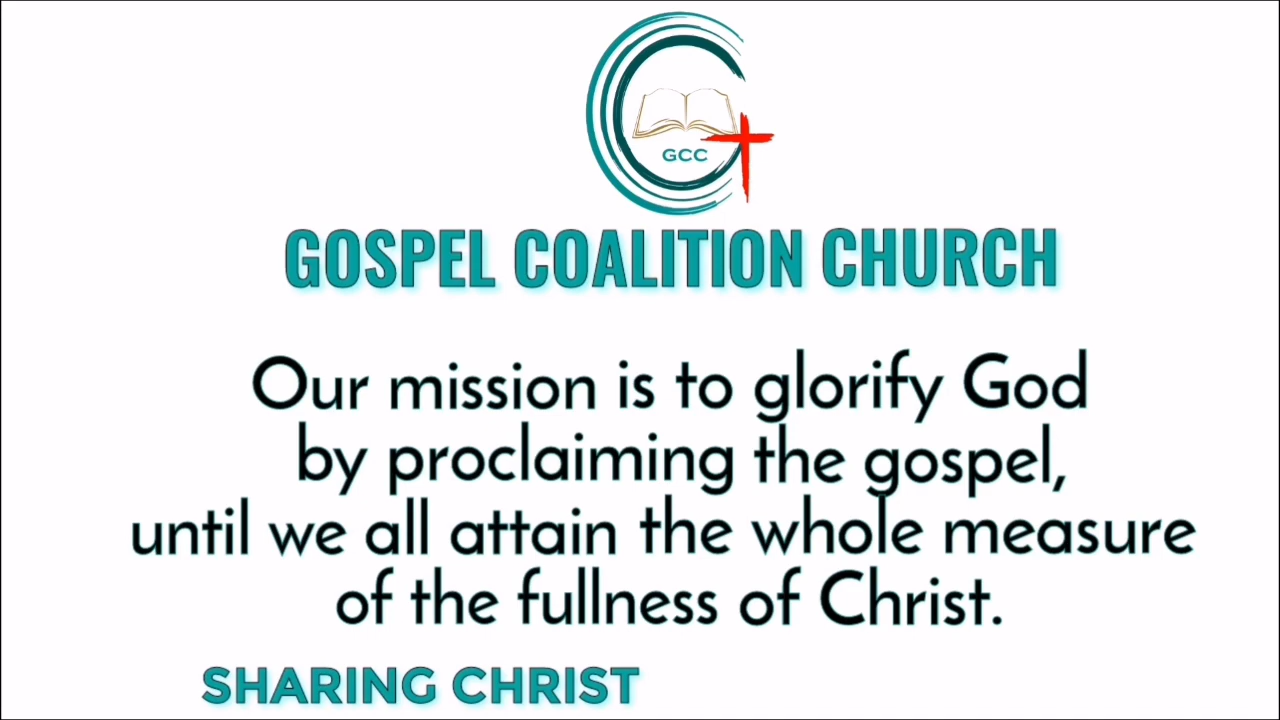 GCC
GOSPEL COALITION CHURCH
Our mission is to glorify God
by proclaiming the gospel,
until we all attain the whole measure
of the fullness of Christ.
SHARING CHRIST